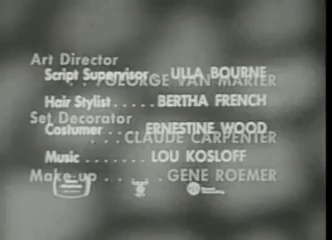 Art Director
Script Supervisor ULLA BOURNE
. . . GEORGE VAN MARTER
Hair Stylist . . . . . BERTHA FRENCH
Set Decorator
Costumer ERNESTINE WOOD
. . . CLAUDE CARPENTER
Music . . . . . . . LOU KOSLOFF
Make-up . . . . . GENE ROEMER